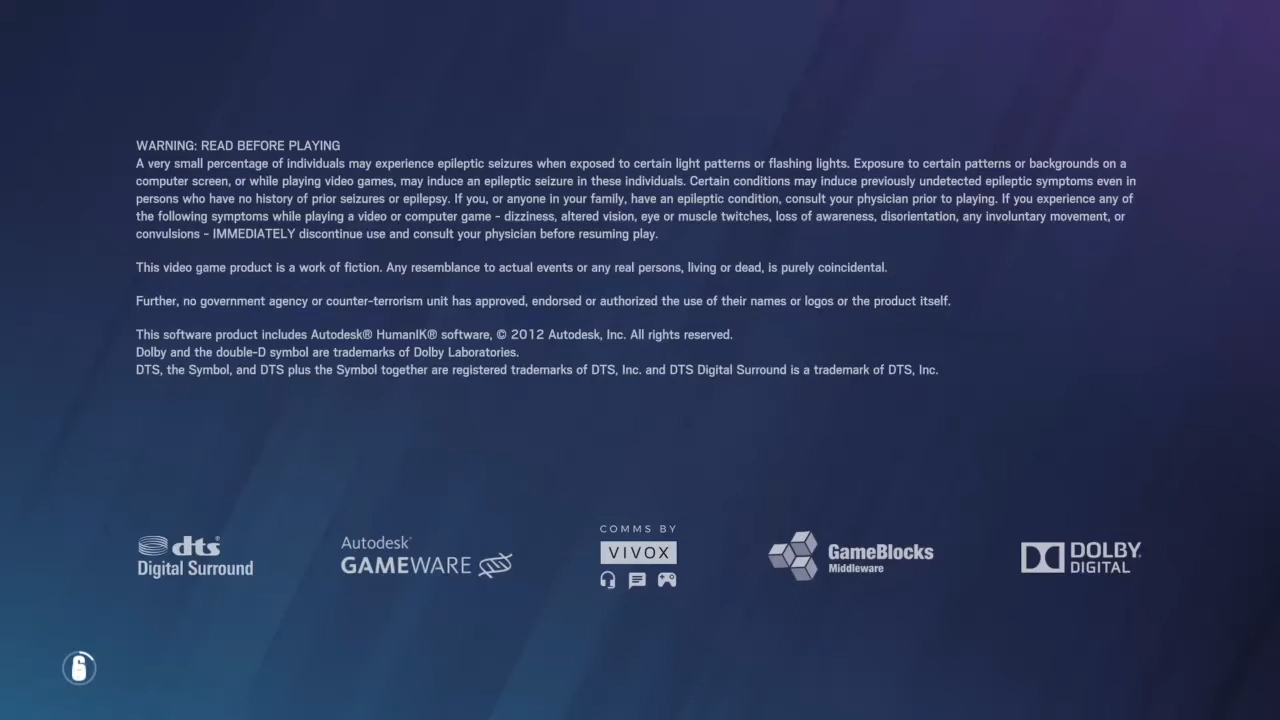 WARNING: READ BEFORE PLAYING
A very small percentage of individuals may experience epileptic seizures when exposed to certain light patterns or flashing lights. Exposure to certain patterns or backgrounds on a
computer screen, or while playing video games, may induce an epileptic seizure in these individuals. Certain conditions may induce previously undetected epileptic symptoms even in
persons who have no history of prior seizures or epilepsy. If you, or anyone in your family, have an epileptic condition, consult your physician prior to playing. If you experience any of
the following symptoms while playing a video or computer game - dizziness, altered vision, eye or muscle twitches, loss of awareness, disorientation, any involuntary movement, or
convulsions - IMMEDIATELY discontinue use and consult your physician before resuming play.
This video game product is a work of fiction. Any resemblance to actual events or any real persons, living or dead, is purely coincidental.
Further, no government agency or counter-terrorism unit has approved, endorsed or authorized the use of their names or logos or the product itself.
This software product includes Autodesk® HumanIK® software, © 2012 Autodesk, Inc. All rights reserved.
Dolby and the double-D symbol are trademarks of Dolby Laboratories.
DTS, the Symbol, and DTS plus the Symbol together are registered trademarks of DTS, Inc. and DTS Digital Surround is a trademark of DTS, Inc.
dts®
Digital Surround
Autodesk®
GAMEWARE
COMMS BY
VIVOX
GameBlocks
Middleware
DOLBY®
DIGITAL
6